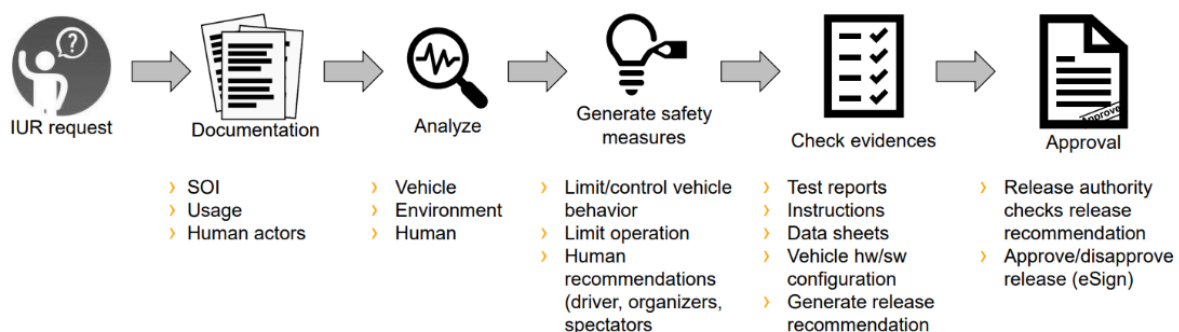 ?
IUR request
Documentation
Analyze
Generate safety
measures
Check evidences
Approve
Approval
› SOI
› Usage
› Human actors
› Vehicle
› Environment
› Human
› Limit/control vehicle
behavior
› Limit operation
› Human
recommendations
(driver, organizers,
spectators
› Test reports
› Instructions
› Data sheets
› Vehicle hw/sw
configuration
› Generate release
recommendation
› Release authority
checks release
recommendation
› Approve/disapprove
release (eSign)